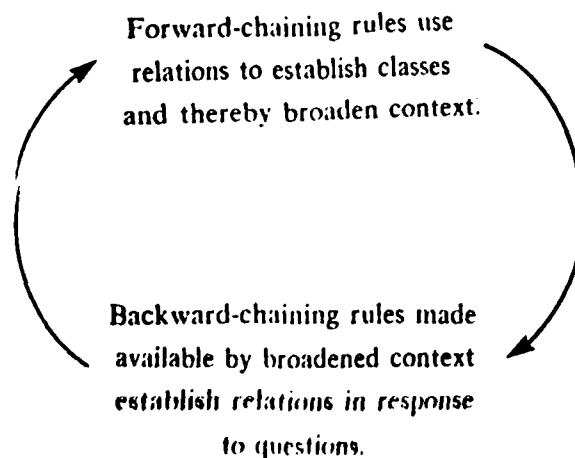 Forward-chaining rules use
relations to establish classes
and thereby broaden context.
Backward-chaining rules made
available by broadened context
establish relations in response
to questions.